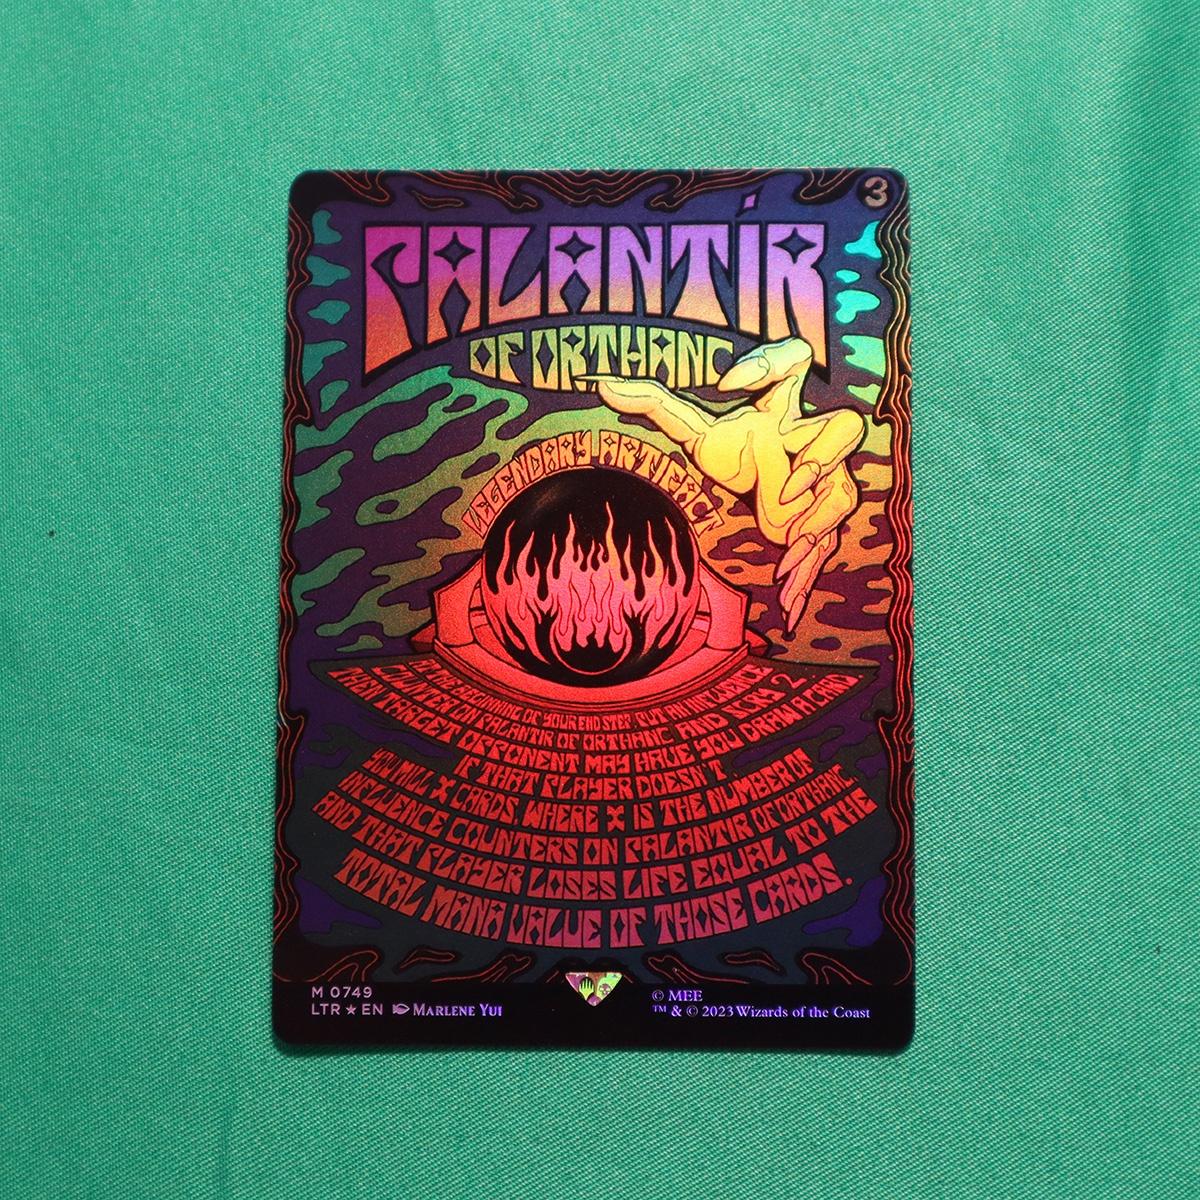 3
PALANTÍR
OF ORTHANC
LEGENDARY ARTIFACT
AT THE BEGINNING OF YOUR END STEP, PUT AN INFLUENCE
COUNTER ON PALANTÍR OF ORTHANC AND SCRY 2.
THEN TARGET OPPONENT MAY HAVE YOU DRAW A CARD.
IF THAT PLAYER DOESN'T,
YOU MILL X CARDS, WHERE X IS THE NUMBER OF
INFLUENCE COUNTERS ON PALANTÍR OF ORTHANC,
AND THAT PLAYER LOSES LIFE EQUAL TO THE
TOTAL MANA VALUE OF THOSE CARDS.
M 0749
LTR ★ EN MARLENE YUI
© MEE
™ & © 2023 Wizards of the Coast